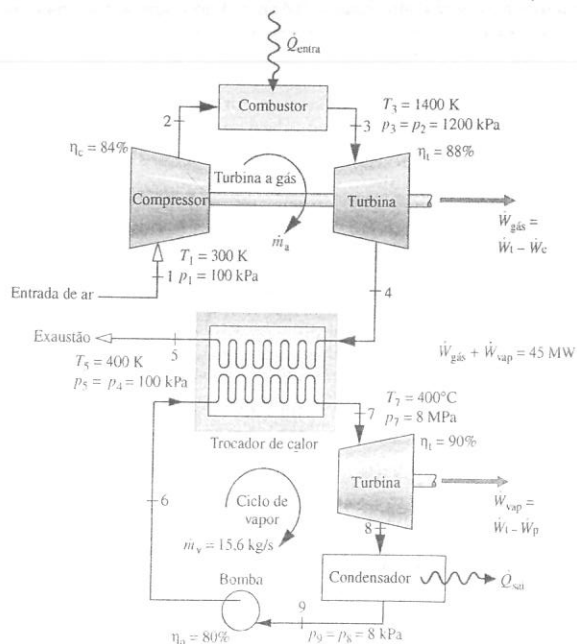 Q̇entra
Combustor
T3 = 1400 K
p3 = p2 = 1200 kPa
2
3
ηc = 84%
ηt = 88%
Turbina a gás
Compressor
Turbina
ṁa
Ẇgás =
Ẇt – Ẇc
T1 = 300 K
p1 = 100 kPa
1
Entrada de ar
4
Exaustão
5
T5 = 400 K
p5 = p4 = 100 kPa
Ẇgás + Ẇvap = 45 MW
T7 = 400°C
p7 = 8 MPa
7
Trocador de calor
ηt = 90%
Turbina
6
Ciclo de
vapor
ṁv = 15,6 kg/s
Ẇvap =
Ẇt – Ẇp
8
Bomba
Condensador
Q̇sai
9
ηp = 80%
p9 = p8 = 8 kPa